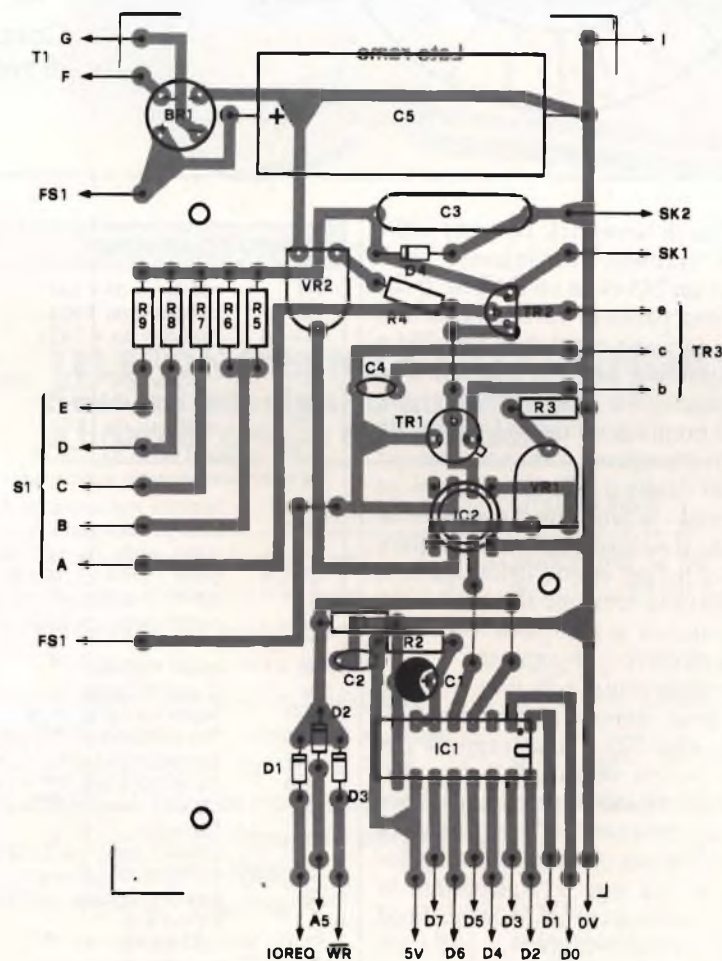 G
T1
F
I
BR1
+
C5
FS1
C3
SK2
SK1
D4
VR2
R4
TR2
e
R9
R8
R7
R6
R5
c
TR3
C4
b
E
R3
TR1
D
S1
C
VR1
IC2
B
A
FS1
R2
C2
C1
D2
IC1
D1
D3
A5
D7
D5
D3
D1
0V
IOREQ
WR
5V
D6
D4
D2
D0